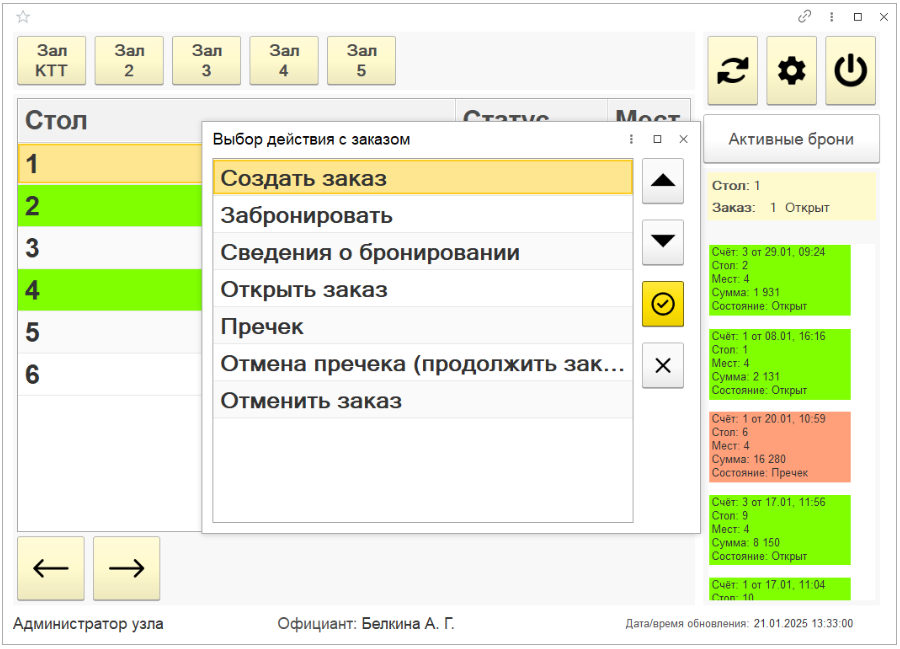 Зал КТТ
Зал 2
Зал 3
Зал 4
Зал 5
Стол Статус Мест
1
2
3
4
5
6
Выбор действия с заказом
Создать заказ
Забронировать
Сведения о бронировании
Открыть заказ
Пречек
Отмена пречека (продолжить зак...
Отменить заказ
Активные брони
Стол: 1
Заказ: 1 Открыт
Счёт: 3 от 29.01, 09:24
Стол: 2
Мест: 4
Сумма: 1 931
Состояние: Открыт
Счёт: 1 от 08.01, 16:16
Стол: 1
Мест: 4
Сумма: 2 131
Состояние: Открыт
Счёт: 1 от 20.01, 10:59
Стол: 6
Мест: 4
Сумма: 16 280
Состояние: Пречек
Счёт: 3 от 17.01, 11:56
Стол: 9
Мест: 4
Сумма: 8 150
Состояние: Открыт
Счёт: 1 от 17.01, 11:04
Стол: 10
Администратор узла
Официант: Белкина А. Г.
Дата/время обновления: 21.01.2025 13:33:00